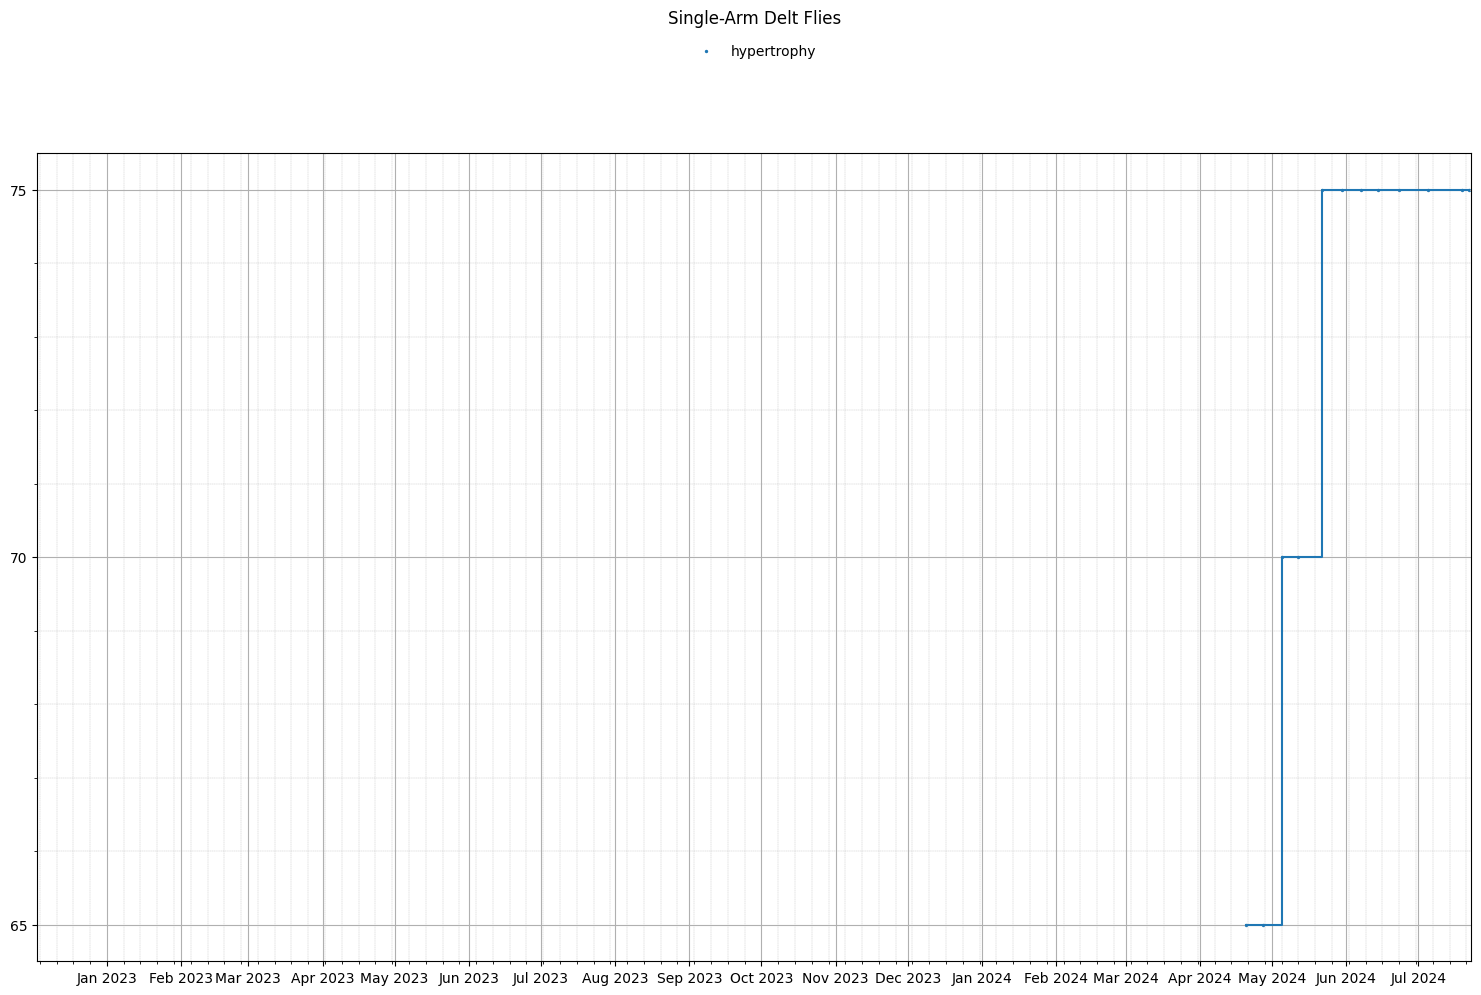 Single-Arm Delt Flies
hypertrophy
75
70
65
Jan 2023 Feb 2023 Mar 2023 Apr 2023 May 2023 Jun 2023 Jul 2023 Aug 2023 Sep 2023 Oct 2023 Nov 2023 Dec 2023 Jan 2024 Feb 2024 Mar 2024 Apr 2024 May 2024 Jun 2024 Jul 2024